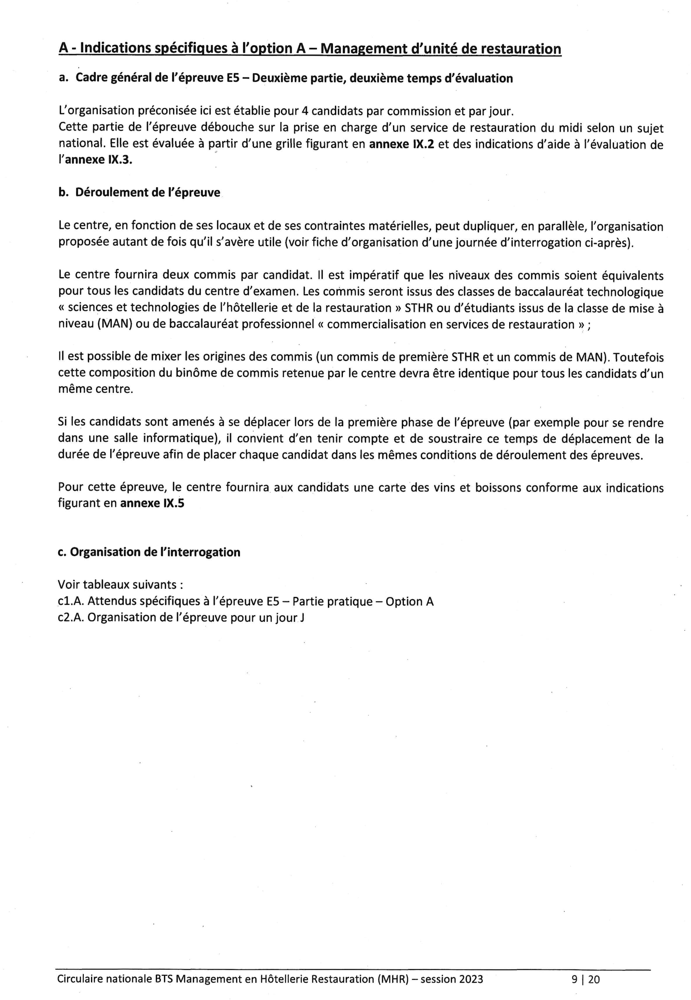 A - Indications spécifiques à l'option A – Management d'unité de restauration
a. Cadre général de l'épreuve E5 – Deuxième partie, deuxième temps d'évaluation
L'organisation préconisée ici est établie pour 4 candidats par commission et par jour.
Cette partie de l'épreuve débouche sur la prise en charge d'un service de restauration du midi selon un sujet
national. Elle est évaluée à partir d'une grille figurant en annexe IX.2 et des indications d'aide à l'évaluation de
l'annexe IX.3.
b. Déroulement de l'épreuve
Le centre, en fonction de ses locaux et de ses contraintes matérielles, peut dupliquer, en parallèle, l'organisation
proposée autant de fois qu'il s'avère utile (voir fiche d'organisation d'une journée d'interrogation ci-après).
Le centre fournira deux commis par candidat. Il est impératif que les niveaux des commis soient équivalents
pour tous les candidats du centre d'examen. Les commis seront issus des classes de baccalauréat technologique
« sciences et technologies de l'hôtellerie et de la restauration » STHR ou d'étudiants issus de la classe de mise à
niveau (MAN) ou de baccalauréat professionnel « commercialisation en services de restauration » ;
Il est possible de mixer les origines des commis (un commis de première STHR et un commis de MAN). Toutefois
cette composition du binôme de commis retenue par le centre devra être identique pour tous les candidats d'un
même centre.
Si les candidats sont amenés à se déplacer lors de la première phase de l'épreuve (par exemple pour se rendre
dans une salle informatique), il convient d'en tenir compte et de soustraire ce temps de déplacement de la
durée de l'épreuve afin de placer chaque candidat dans les mêmes conditions de déroulement des épreuves.
Pour cette épreuve, le centre fournira aux candidats une carte des vins et boissons conforme aux indications
figurant en annexe IX.5
c. Organisation de l'interrogation
Voir tableaux suivants :
c1.A. Attendus spécifiques à l'épreuve E5 – Partie pratique – Option A
c2.A. Organisation de l'épreuve pour un jour J
Circulaire nationale BTS Management en Hôtellerie Restauration (MHR) – session 2023 9 | 20